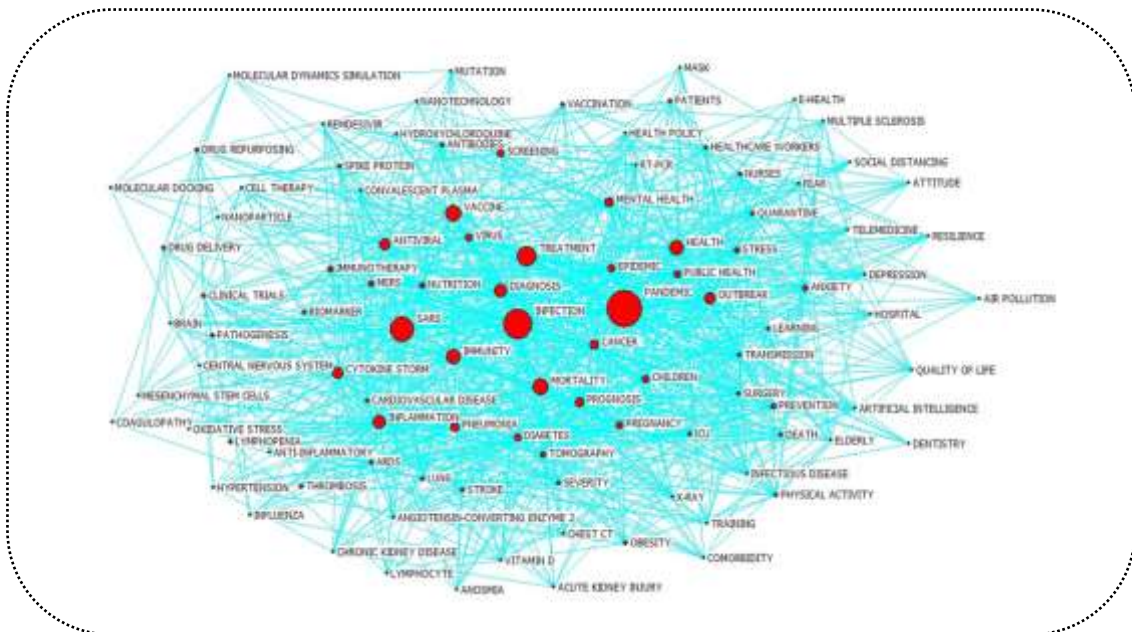 MASK
MUTATION
MOLECULAR DYNAMICS SIMULATION
NANOTECHNOLOGY
VACCINATION
PATIENTS
E-HEALTH
REMDESIVIR
HYDROXYCHLOROQUINE
HEALTH POLICY
MULTIPLE SCLEROSIS
ANTIBODIES
SCREENING
HEALTHCARE WORKERS
DRUG REPURPOSING
SPIKE PROTEIN
RT-PCR
SOCIAL DISTANCING
NURSES
MOLECULAR DOCKING
CELL THERAPY
CONVALESCENT PLASMA
FEAR
ATTITUDE
MENTAL HEALTH
NANOPARTICLE
VACCINE
QUARANTINE
TELEMEDICINE
RESILIENCE
VIRUS
DRUG DELIVERY
ANTIVIRAL
TREATMENT
HEALTH
STRESS
IMMUNOTHERAPY
EPIDEMIC
PUBLIC HEALTH
DEPRESSION
MERS
NUTRITION
DIAGNOSIS
ANXIETY
CLINICAL TRIALS
PANDEMIC
OUTBREAK
AIR POLLUTION
BIOMARKER
INFECTION
HOSPITAL
BRAIN
SARS
LEARNING
PATHOGENESIS
CANCER
IMMUNITY
TRANSMISSION
CENTRAL NERVOUS SYSTEM
CYTOKINE STORM
QUALITY OF LIFE
CHILDREN
MORTALITY
MESENCHYMAL STEM CELLS
CARDIOVASCULAR DISEASE
PROGNOSIS
SURGERY
PREVENTION
ARTIFICIAL INTELLIGENCE
COAGULOPATHY
OXIDATIVE STRESS
INFLAMMATION
PNEUMONIA
PREGNANCY
ICU
DEATH
LYMPHOPENIA
DIABETES
ELDERLY
DENTISTRY
ANTI-INFLAMMATORY
TOMOGRAPHY
ARDS
INFECTIOUS DISEASE
HYPERTENSION
THROMBOSIS
LUNG
STROKE
SEVERITY
X-RAY
PHYSICAL ACTIVITY
INFLUENZA
ANGIOTENSIN-CONVERTING ENZYME 2
TRAINING
CHEST CT
OBESITY
CHRONIC KIDNEY DISEASE
VITAMIN D
COMORBIDITY
LYMPHOCYTE
ANOSMIA
ACUTE KIDNEY INJURY